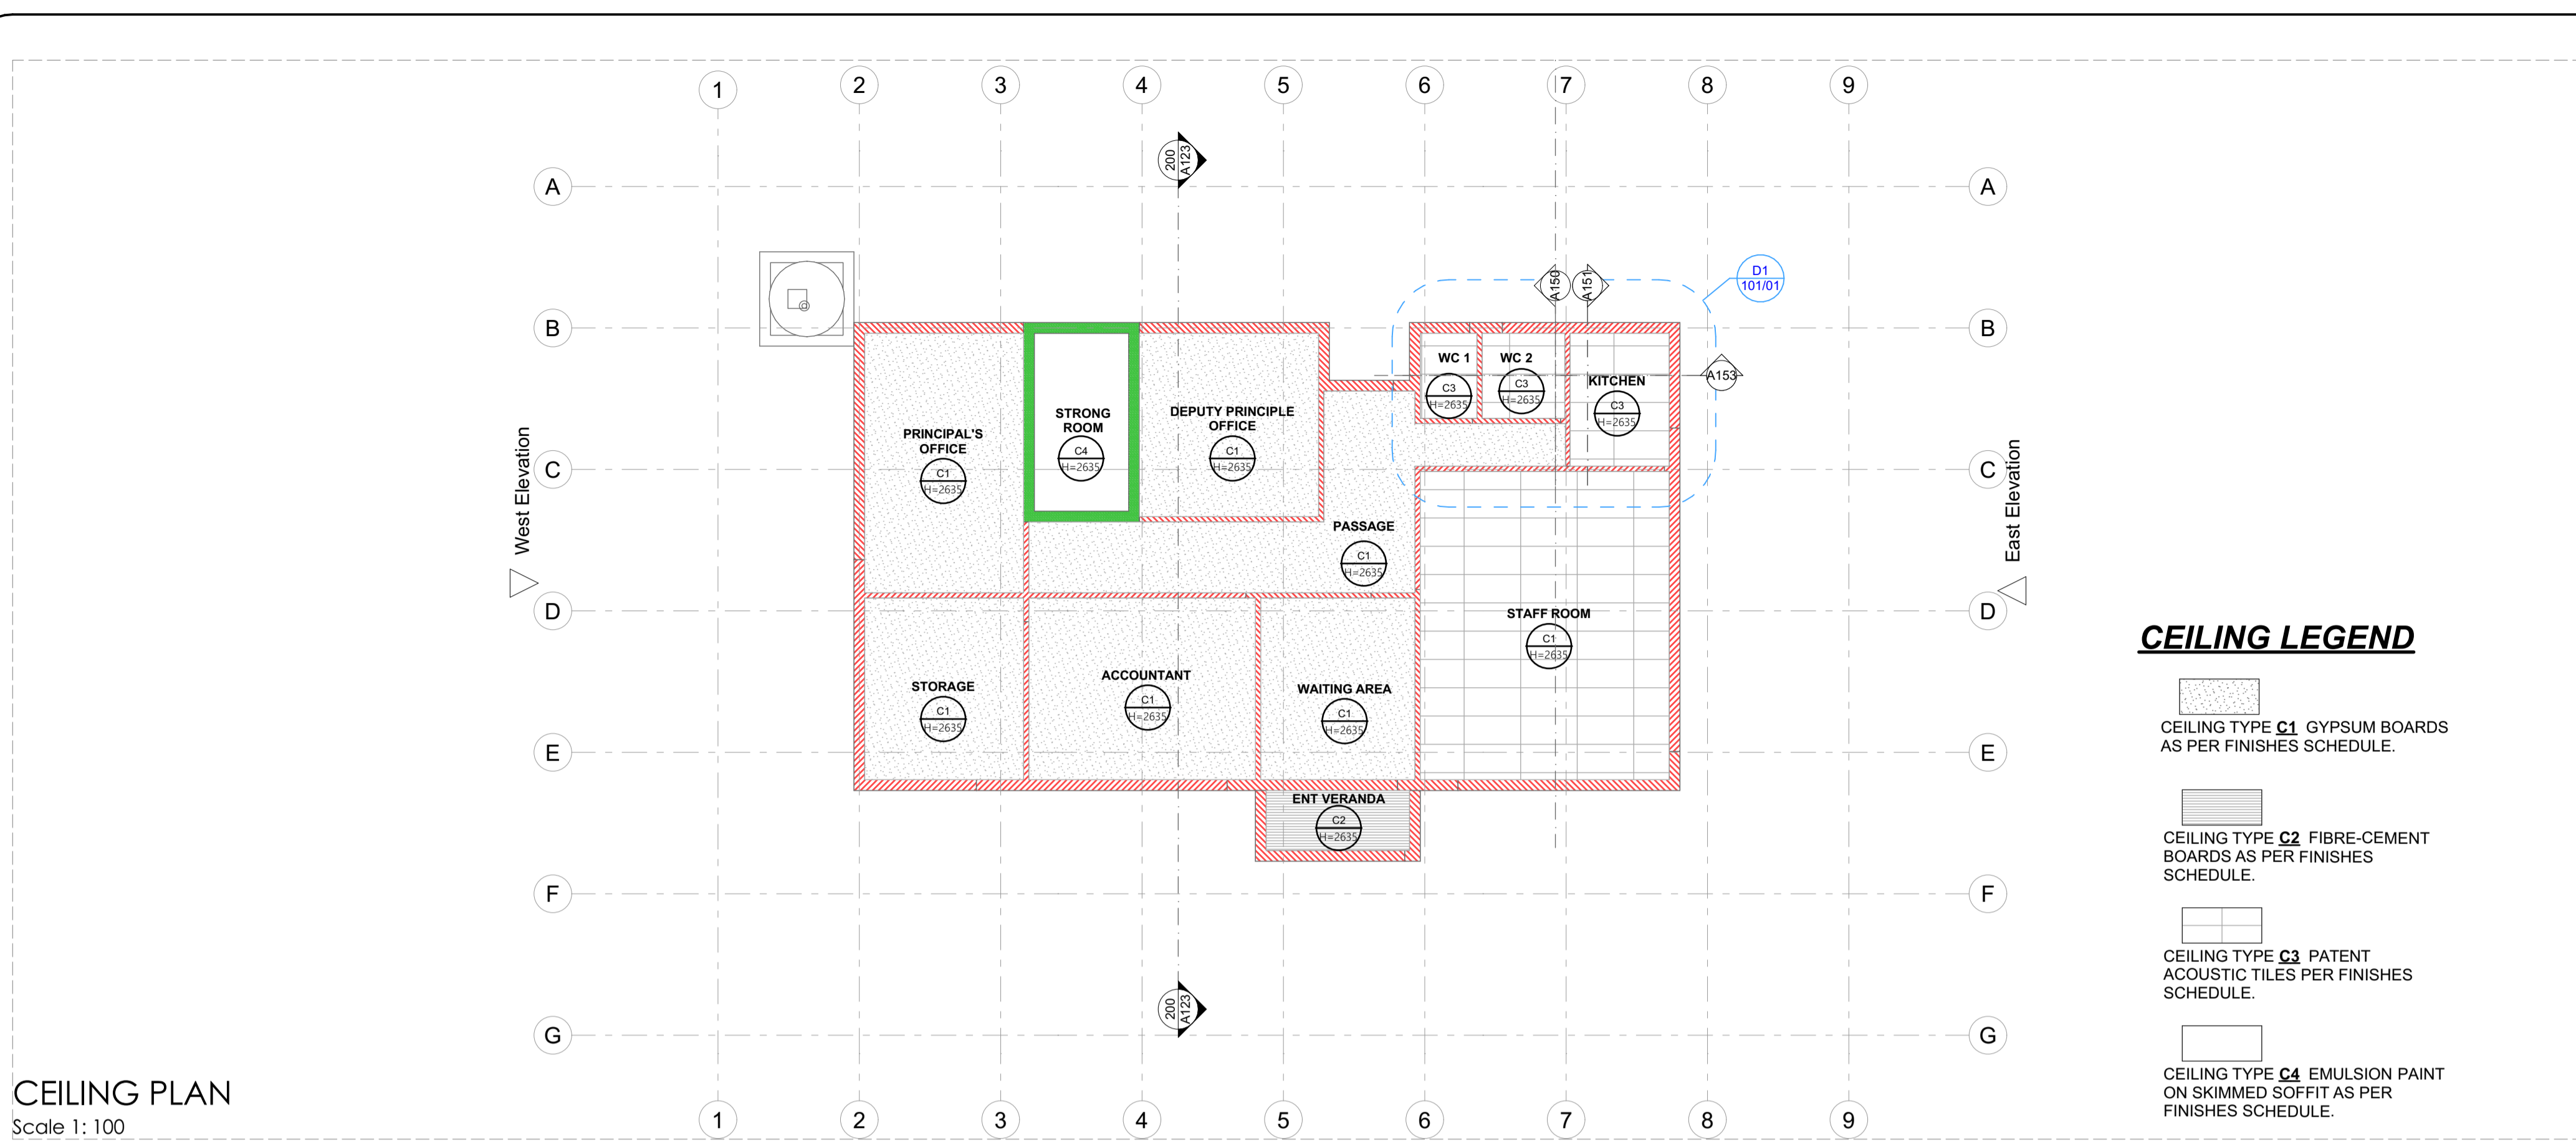 1 2 3 4 5 6 7 8 9
200
A123
A A
D1
101/01
A150 A151
B B
WC 1 WC 2
A153
KITCHEN
C3
H=2635
C3
H=2635
C3
H=2635
STRONG
ROOM
C4
H=2635
DEPUTY PRINCIPLE
OFFICE
C1
H=2635
PRINCIPAL'S
OFFICE
C1
H=2635
C C
West Elevation
East Elevation
PASSAGE
C1
H=2635
D D
STAFF ROOM
C1
H=2635
STORAGE
C1
H=2635
ACCOUNTANT
C1
H=2635
WAITING AREA
C1
H=2635
E E
ENT VERANDA
C2
H=2635
F F
200
A123
G G
1 2 3 4 5 6 7 8 9
CEILING LEGEND
CEILING TYPE C1 GYPSUM BOARDS
AS PER FINISHES SCHEDULE.
CEILING TYPE C2 FIBRE-CEMENT
BOARDS AS PER FINISHES
SCHEDULE.
CEILING TYPE C3 PATENT
ACOUSTIC TILES PER FINISHES
SCHEDULE.
CEILING TYPE C4 EMULSION PAINT
ON SKIMMED SOFFIT AS PER
FINISHES SCHEDULE.
CEILING PLAN
Scale 1: 100